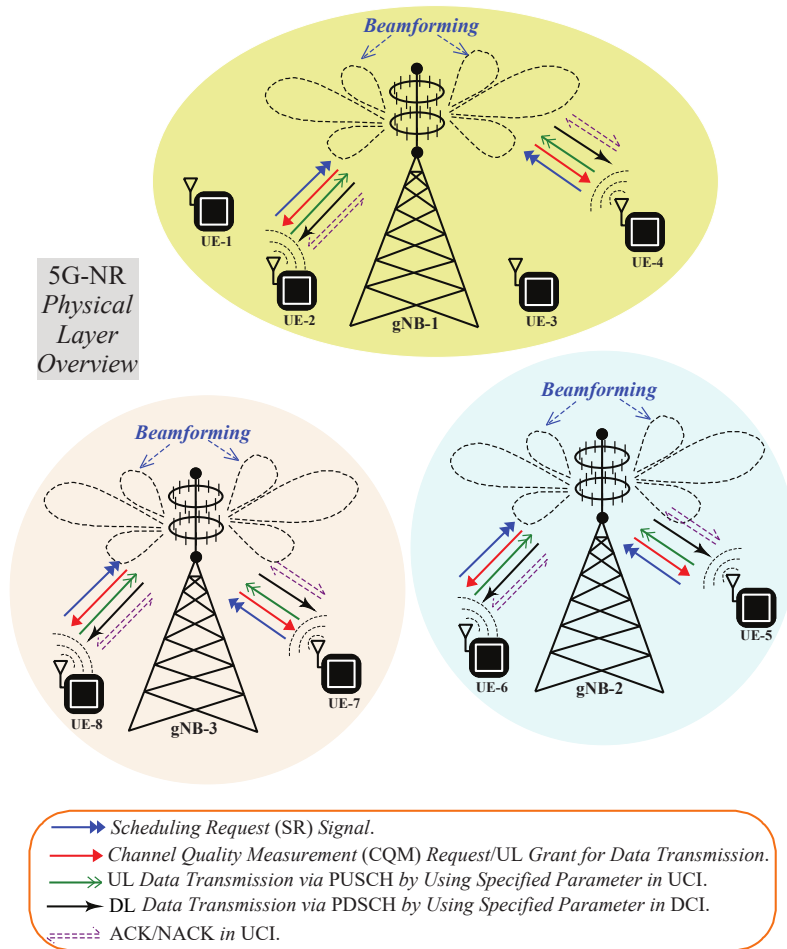 Beamforming
UE-1
UE-2
gNB-1
UE-3
UE-4
5G-NR
Physical
Layer
Overview
Beamforming
UE-8
gNB-3
UE-7
Beamforming
UE-6
gNB-2
UE-5
Scheduling Request (SR) Signal.
Channel Quality Measurement (CQM) Request/UL Grant for Data Transmission.
UL Data Transmission via PUSCH by Using Specified Parameter in UCI.
DL Data Transmission via PDSCH by Using Specified Parameter in DCI.
ACK/NACK in UCI.